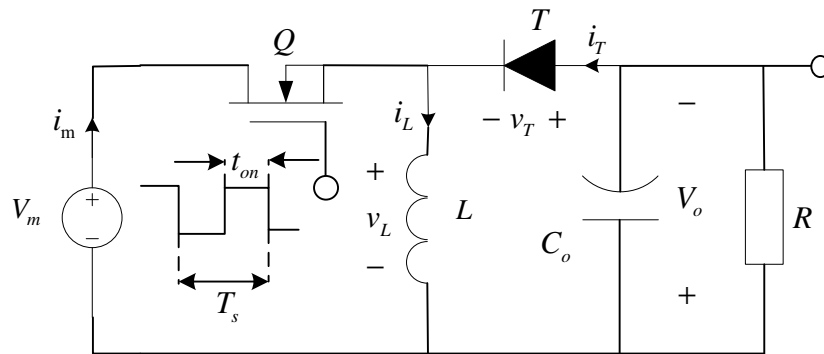 Q
T
i_T
i_m
i_L
− v_T +
−
t_on
+
V_m
+
−
v_L
L
C_o
V_o
R
−
+
T_s